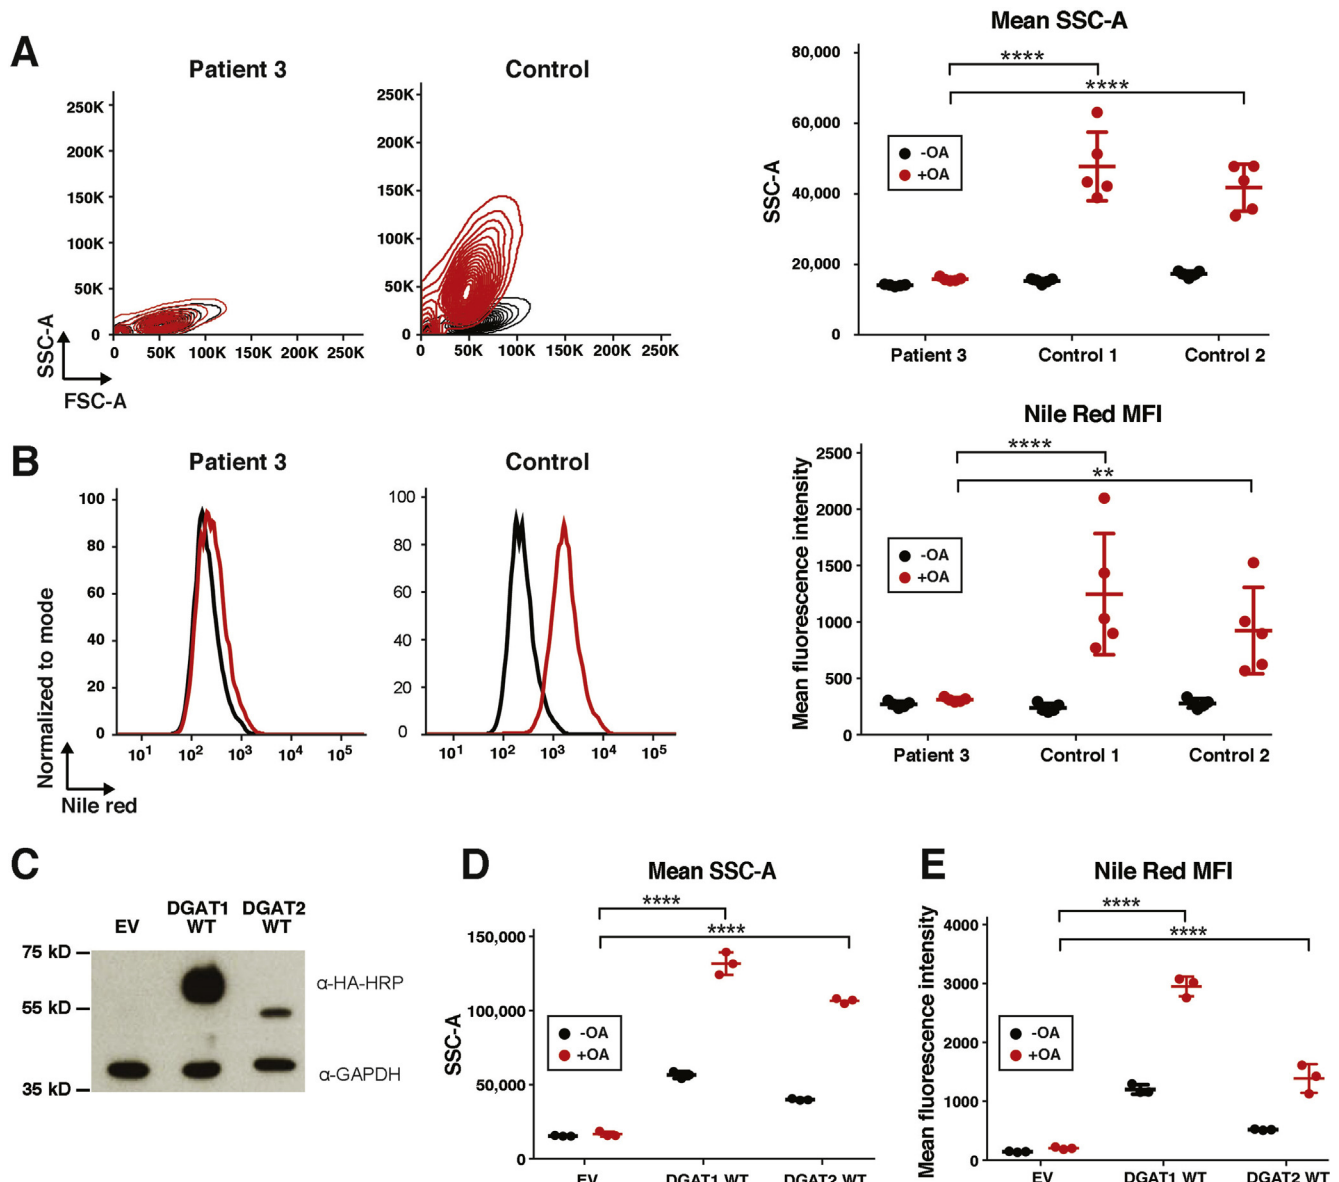 A
Patient 3
Control
250K
200K
150K
100K
50K
0
0 50K 100K 150K 200K 250K
250K
200K
150K
100K
50K
0
0 50K 100K 150K 200K 250K
SSC-A
FSC-A
Mean SSC-A
80,000
60,000
40,000
20,000
0
SSC-A
****
****
-OA
+OA
Patient 3 Control 1 Control 2
B
Patient 3
Control
100
80
60
40
20
0
10¹ 10² 10³ 10⁴ 10⁵
100
80
60
40
20
0
10¹ 10² 10³ 10⁴ 10⁵
Normalized to mode
Nile red
Nile Red MFI
2500
2000
1500
1000
500
0
Mean fluorescence intensity
****
**
-OA
+OA
Patient 3 Control 1 Control 2
C
EV DGAT1 WT DGAT2 WT
75 kD
55 kD
35 kD
α-HA-HRP
α-GAPDH
D
Mean SSC-A
150,000
100,000
50,000
0
SSC-A
****
****
-OA
+OA
EV DGAT1 WT DGAT2 WT
E
Nile Red MFI
4000
3000
2000
1000
0
Mean fluorescence intensity
****
****
-OA
+OA
EV DGAT1 WT DGAT2 WT